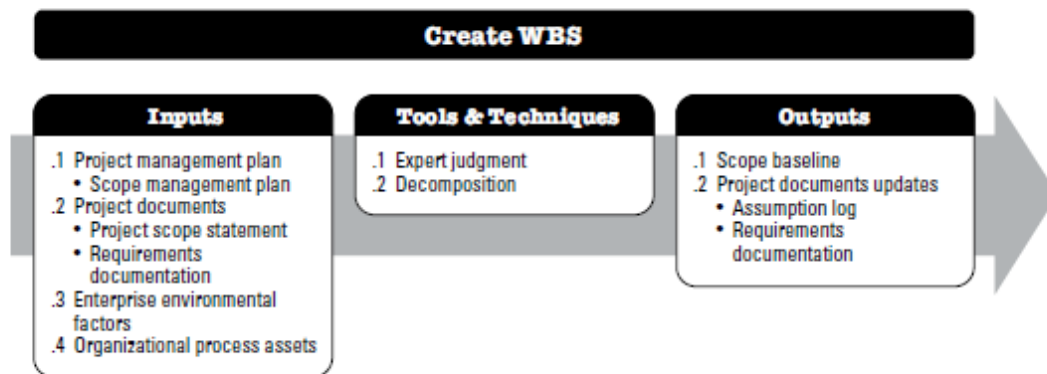 Create WBS
Inputs
.1 Project management plan
• Scope management plan
.2 Project documents
• Project scope statement
• Requirements
documentation
.3 Enterprise environmental
factors
.4 Organizational process assets
Tools & Techniques
.1 Expert judgment
.2 Decomposition
Outputs
.1 Scope baseline
.2 Project documents updates
• Assumption log
• Requirements
documentation